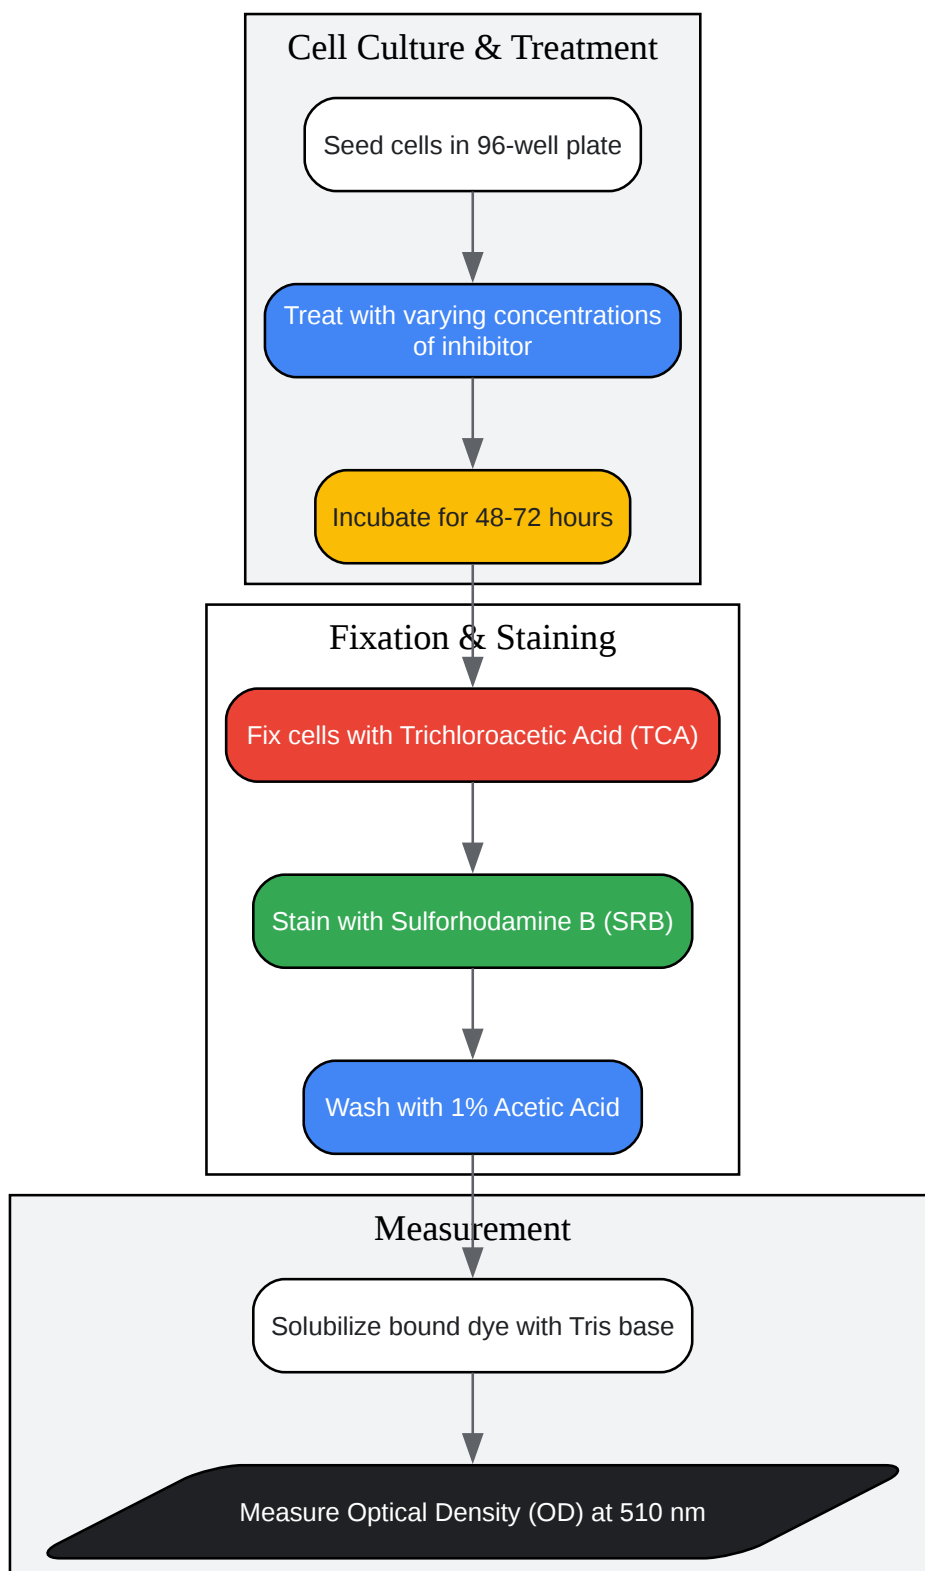 Cell Culture & Treatment
Seed cells in 96-well plate
Treat with varying concentrations
of inhibitor
Incubate for 48-72 hours
Fixation & Staining
Fix cells with Trichloroacetic Acid (TCA)
Stain with Sulforhodamine B (SRB)
Wash with 1% Acetic Acid
Measurement
Solubilize bound dye with Tris base
Measure Optical Density (OD) at 510 nm